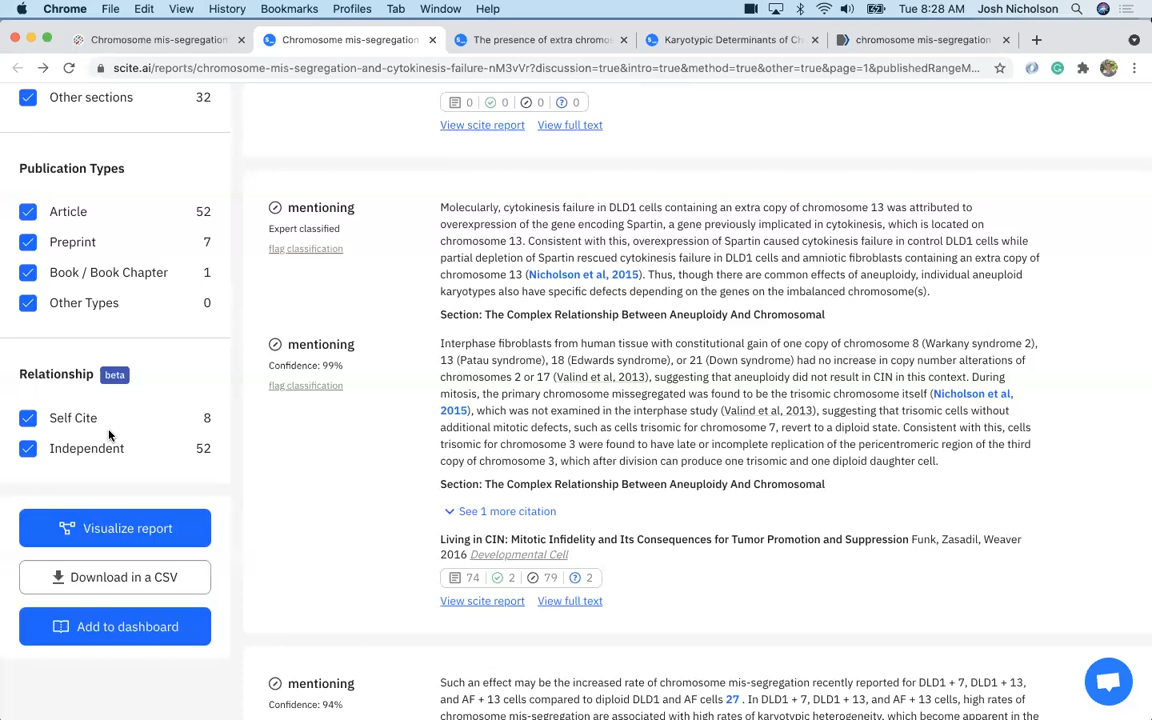 Chrome File Edit View History Bookmarks Profiles Tab Window Help Tue 8:28 AM Josh Nicholson
Chromosome mis-segregation × Chromosome mis-segregation × The presence of extra chromo × Karyotypic Determinants of Ch × chromosome mis-segregation × +
scite.ai/reports/chromosome-mis-segregation-and-cytokinesis-failure-nM3vVr?discussion=true&intro=true&method=true&other=true&page=1&publishedRangeM...
Other sections 32
Publication Types
Article 52
Preprint 7
Book / Book Chapter 1
Other Types 0
Relationship beta
Self Cite 8
Independent 52
Visualize report
Download in a CSV
Add to dashboard
0 0 0 0
View scite report View full text
mentioning
Expert classified
flag classification
Molecularly, cytokinesis failure in DLD1 cells containing an extra copy of chromosome 13 was attributed to
overexpression of the gene encoding Spartin, a gene previously implicated in cytokinesis, which is located on
chromosome 13. Consistent with this, overexpression of Spartin caused cytokinesis failure in control DLD1 cells while
partial depletion of Spartin rescued cytokinesis failure in DLD1 cells and amniotic fibroblasts containing an extra copy of
chromosome 13 (Nicholson et al, 2015). Thus, though there are common effects of aneuploidy, individual aneuploid
karyotypes also have specific defects depending on the genes on the imbalanced chromosome(s).
Section: The Complex Relationship Between Aneuploidy And Chromosomal
mentioning
Confidence: 99%
flag classification
Interphase fibroblasts from human tissue with constitutional gain of one copy of chromosome 8 (Warkany syndrome 2),
13 (Patau syndrome), 18 (Edwards syndrome), or 21 (Down syndrome) had no increase in copy number alterations of
chromosomes 2 or 17 (Valind et al, 2013), suggesting that aneuploidy did not result in CIN in this context. During
mitosis, the primary chromosome missegregated was found to be the trisomic chromosome itself (Nicholson et al,
2015), which was not examined in the interphase study (Valind et al, 2013), suggesting that trisomic cells without
additional mitotic defects, such as cells trisomic for chromosome 7, revert to a diploid state. Consistent with this, cells
trisomic for chromosome 3 were found to have late or incomplete replication of the pericentromeric region of the third
copy of chromosome 3, which after division can produce one trisomic and one diploid daughter cell.
Section: The Complex Relationship Between Aneuploidy And Chromosomal
See 1 more citation
Living in CIN: Mitotic Infidelity and Its Consequences for Tumor Promotion and Suppression Funk, Zasadil, Weaver
2016 Developmental Cell
74 2 79 2
View scite report View full text
mentioning
Confidence: 94%
Such an effect may be the increased rate of chromosome mis-segregation recently reported for DLD1 + 7, DLD1 + 13,
and AF + 13 cells compared to diploid DLD1 and AF cells 27 . In DLD1 + 7, DLD1 + 13, and AF + 13 cells, high rates of
chromosome mis-segregation are associated with high rates of karyotypic heterogeneity, which become apparent in the